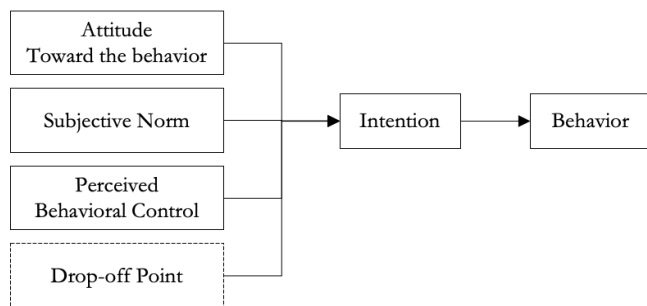 Attitude
Toward the behavior
Subjective Norm
Perceived
Behavioral Control
Drop-off Point
Intention
Behavior